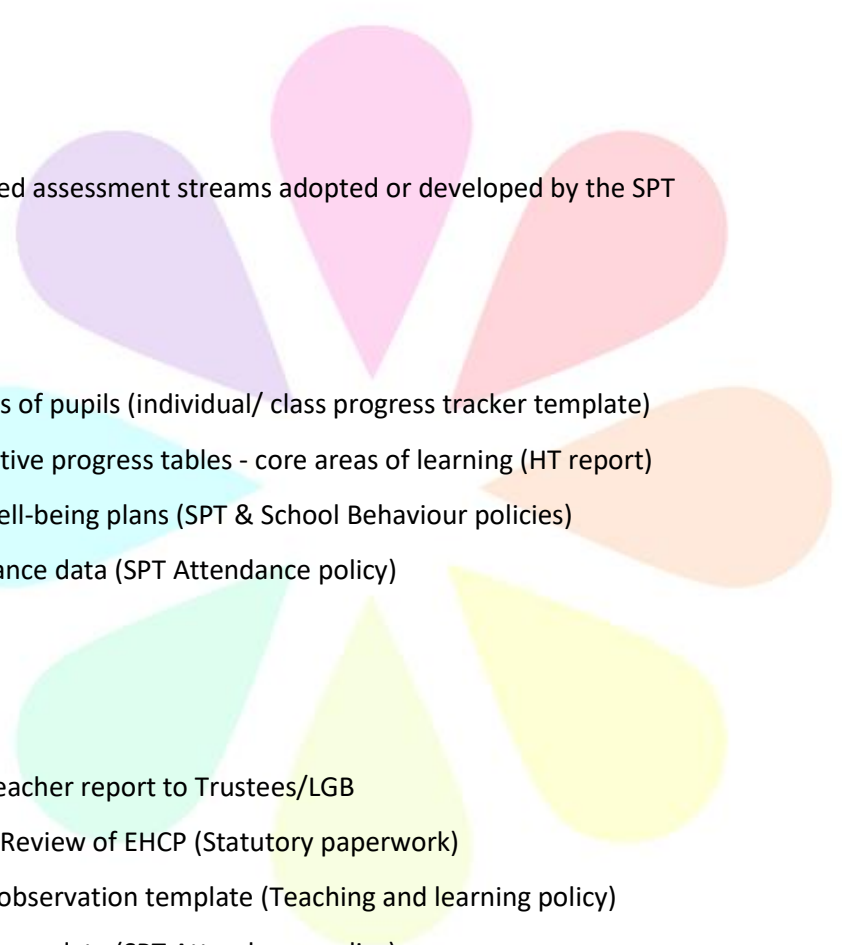 ed assessment streams adopted or developed by the SPT
s of pupils (individual/ class progress tracker template)
tive progress tables - core areas of learning (HT report)
ell-being plans (SPT & School Behaviour policies)
ance data (SPT Attendance policy)
eacher report to Trustees/LGB
Review of EHCP (Statutory paperwork)
observation template (Teaching and learning policy)